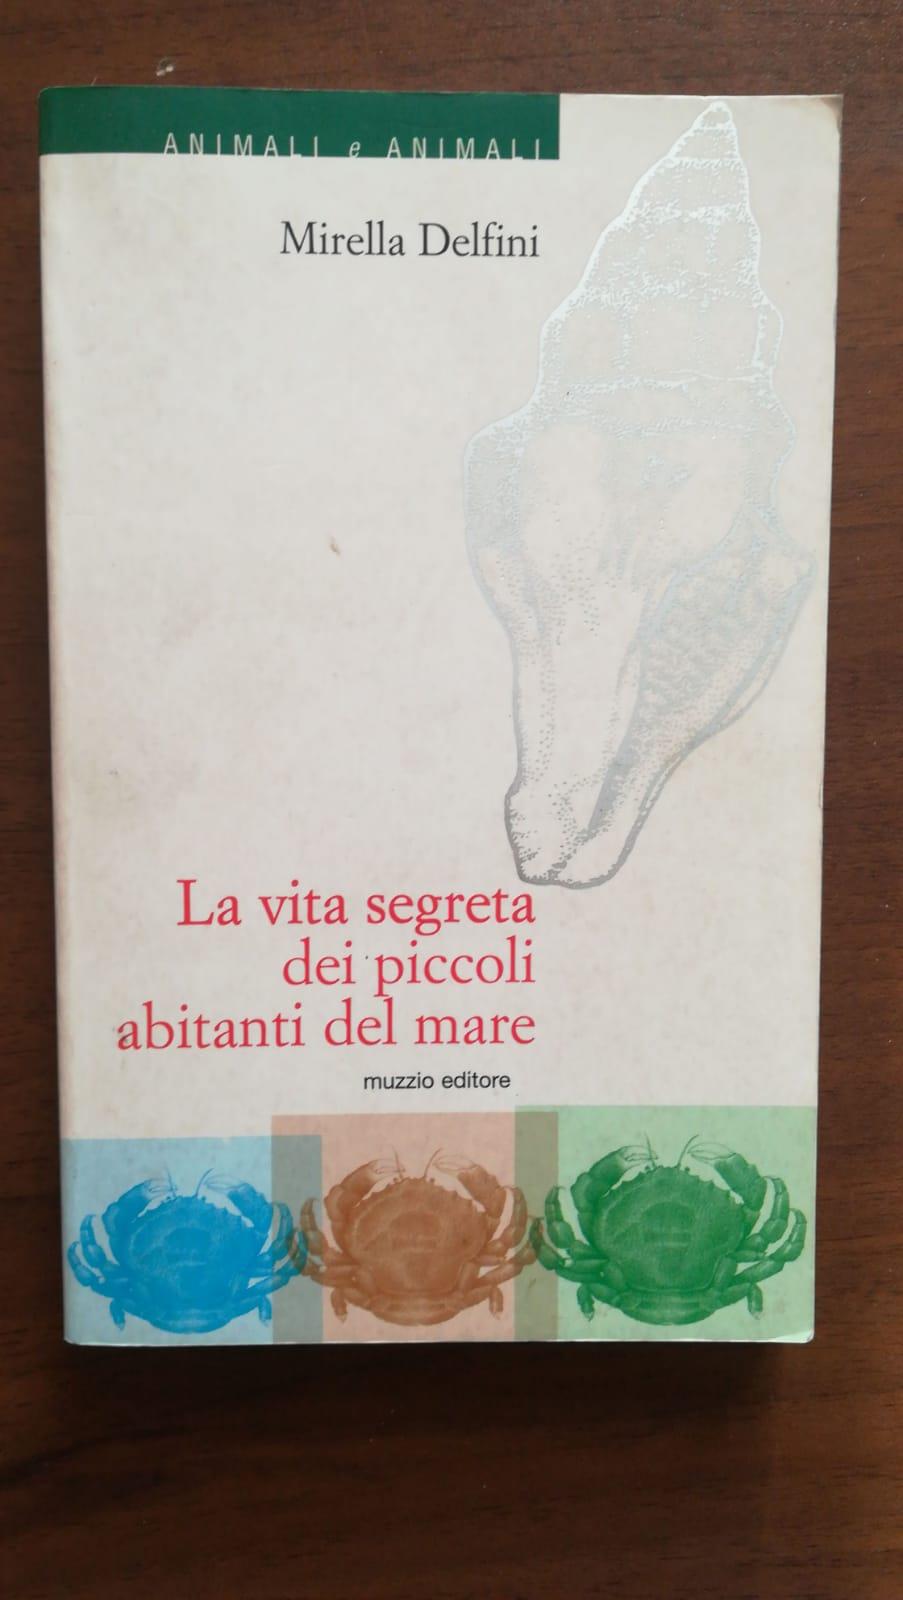 ANIMALI e ANIMALI
Mirella Delfini
La vita segreta
dei piccoli
abitanti del mare
muzzio editore